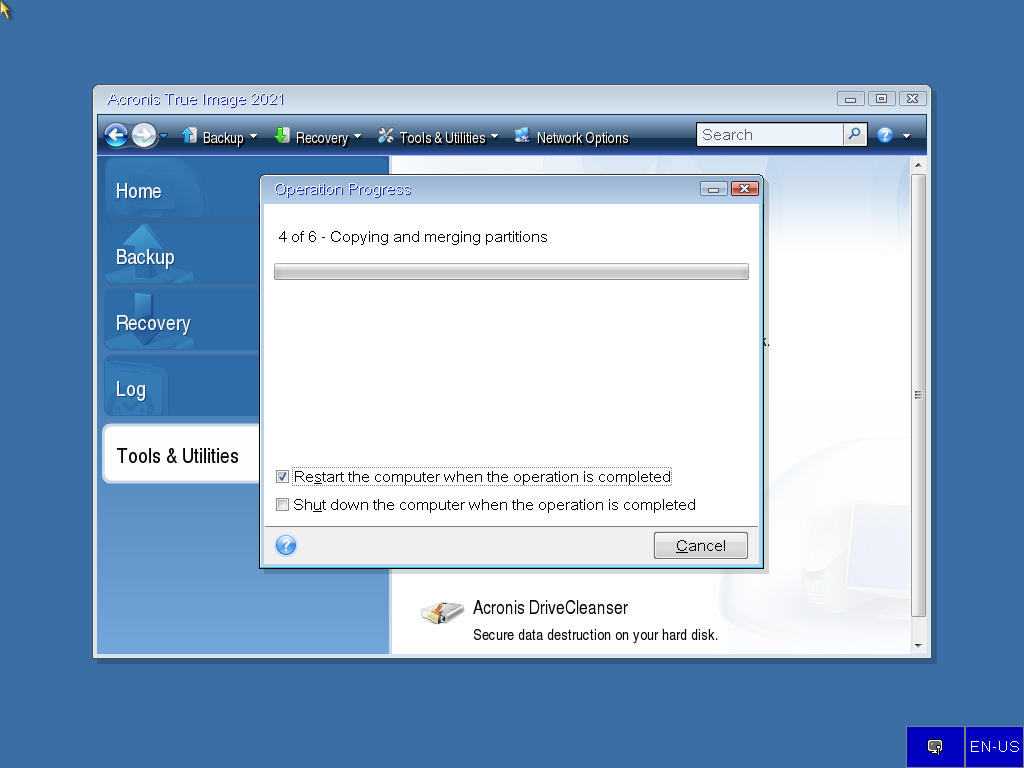 Acronis True Image 2021
Backup
Recovery
Tools & Utilities
Network Options
Search
Home
Backup
Recovery
Log
Tools & Utilities
Operation Progress
4 of 6 - Copying and merging partitions
k.
Restart the computer when the operation is completed
Shut down the computer when the operation is completed
Cancel
Acronis DriveCleanser
Secure data destruction on your hard disk.
EN-US